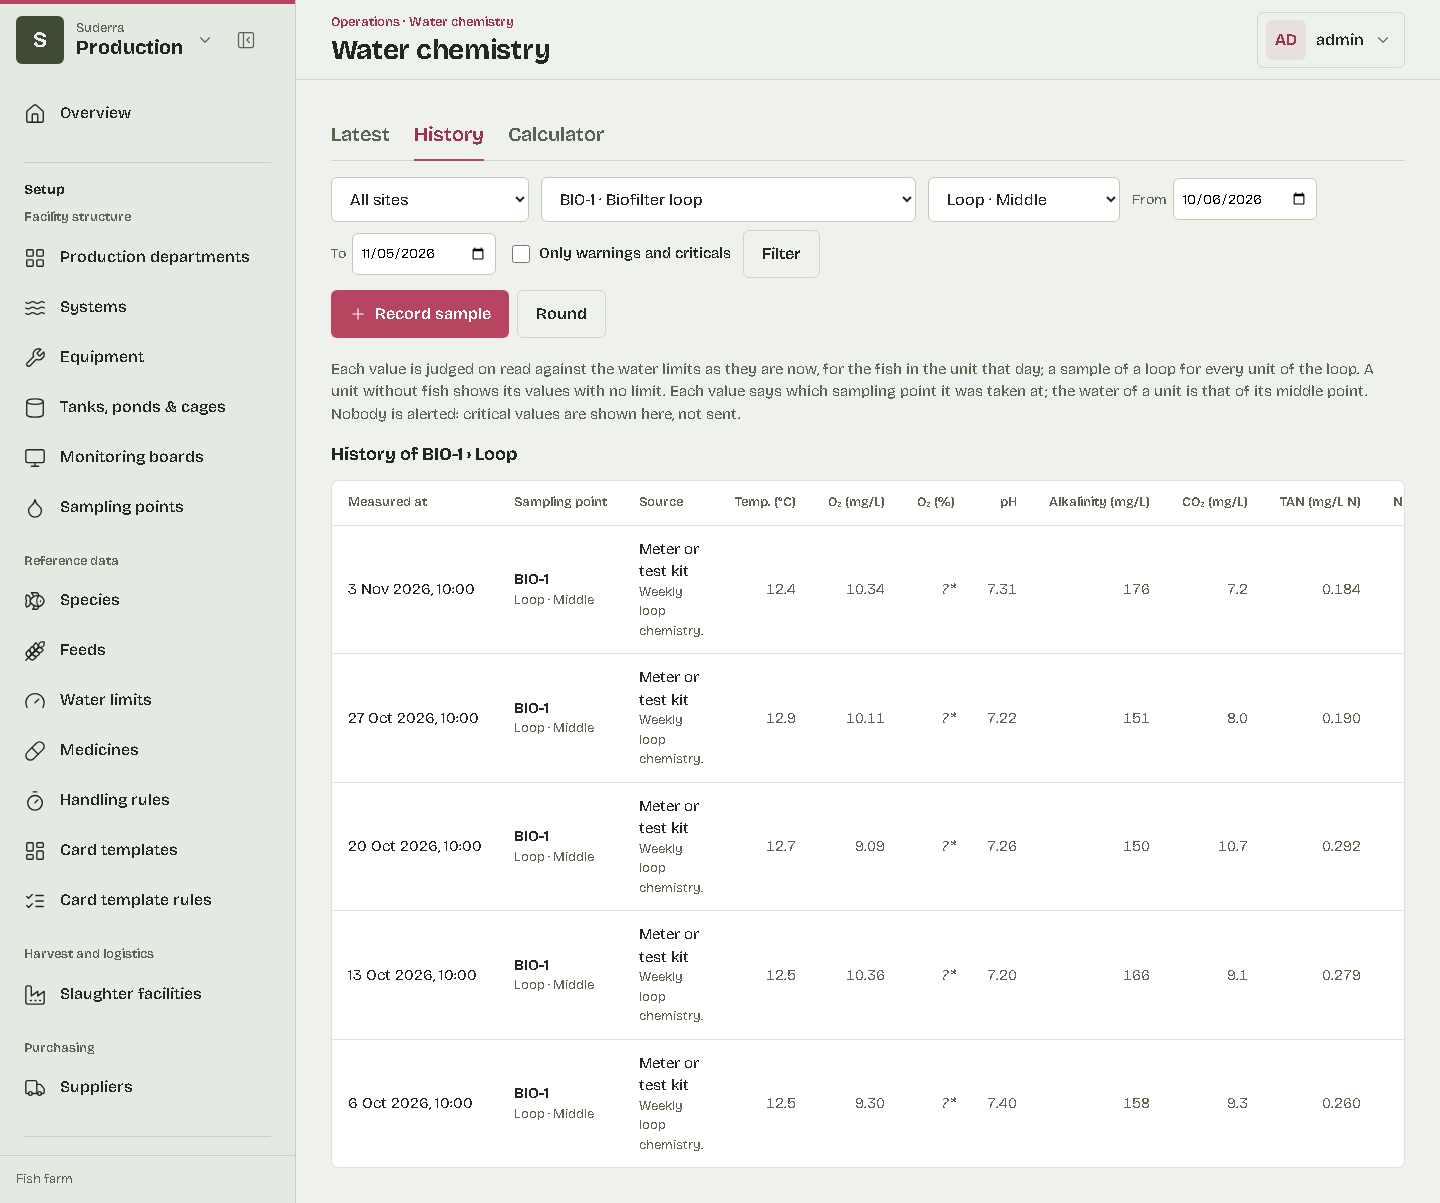 S
Suderra
Production
Overview
Setup
Facility structure
Production departments
Systems
Equipment
Tanks, ponds & cages
Monitoring boards
Sampling points
Reference data
Species
Feeds
Water limits
Medicines
Handling rules
Card templates
Card template rules
Harvest and logistics
Slaughter facilities
Purchasing
Suppliers
Fish farm
Operations · Water chemistry
Water chemistry
AD admin
Latest History Calculator
All sites BIO-1 · Biofilter loop Loop · Middle From 10/06/2026
To 11/05/2026 Only warnings and criticals Filter
+ Record sample Round
Each value is judged on read against the water limits as they are now, for the fish in the unit that day; a sample of a loop for every unit of the loop. A
unit without fish shows its values with no limit. Each value says which sampling point it was taken at; the water of a unit is that of its middle point.
Nobody is alerted: critical values are shown here, not sent.
History of BIO-1 › Loop
Measured at Sampling point Source Temp. (°C) O₂ (mg/L) O₂ (%) pH Alkalinity (mg/L) CO₂ (mg/L) TAN (mg/L N) N
3 Nov 2026, 10:00 BIO-1 Loop · Middle Meter or test kit Weekly loop chemistry. 12.4 10.34 ?* 7.31 176 7.2 0.184
27 Oct 2026, 10:00 BIO-1 Loop · Middle Meter or test kit Weekly loop chemistry. 12.9 10.11 ?* 7.22 151 8.0 0.190
20 Oct 2026, 10:00 BIO-1 Loop · Middle Meter or test kit Weekly loop chemistry. 12.7 9.09 ?* 7.26 150 10.7 0.292
13 Oct 2026, 10:00 BIO-1 Loop · Middle Meter or test kit Weekly loop chemistry. 12.5 10.36 ?* 7.20 166 9.1 0.279
6 Oct 2026, 10:00 BIO-1 Loop · Middle Meter or test kit Weekly loop chemistry. 12.5 9.30 ?* 7.40 158 9.3 0.260